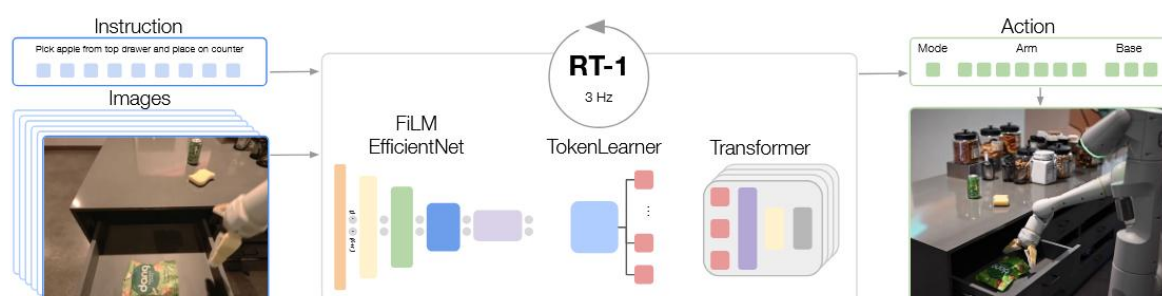 Instruction
Pick apple from top drawer and place on counter
Images
RT-1
3 Hz
FiLM
EfficientNet
TokenLearner
Transformer
Action
Mode Arm Base
dang